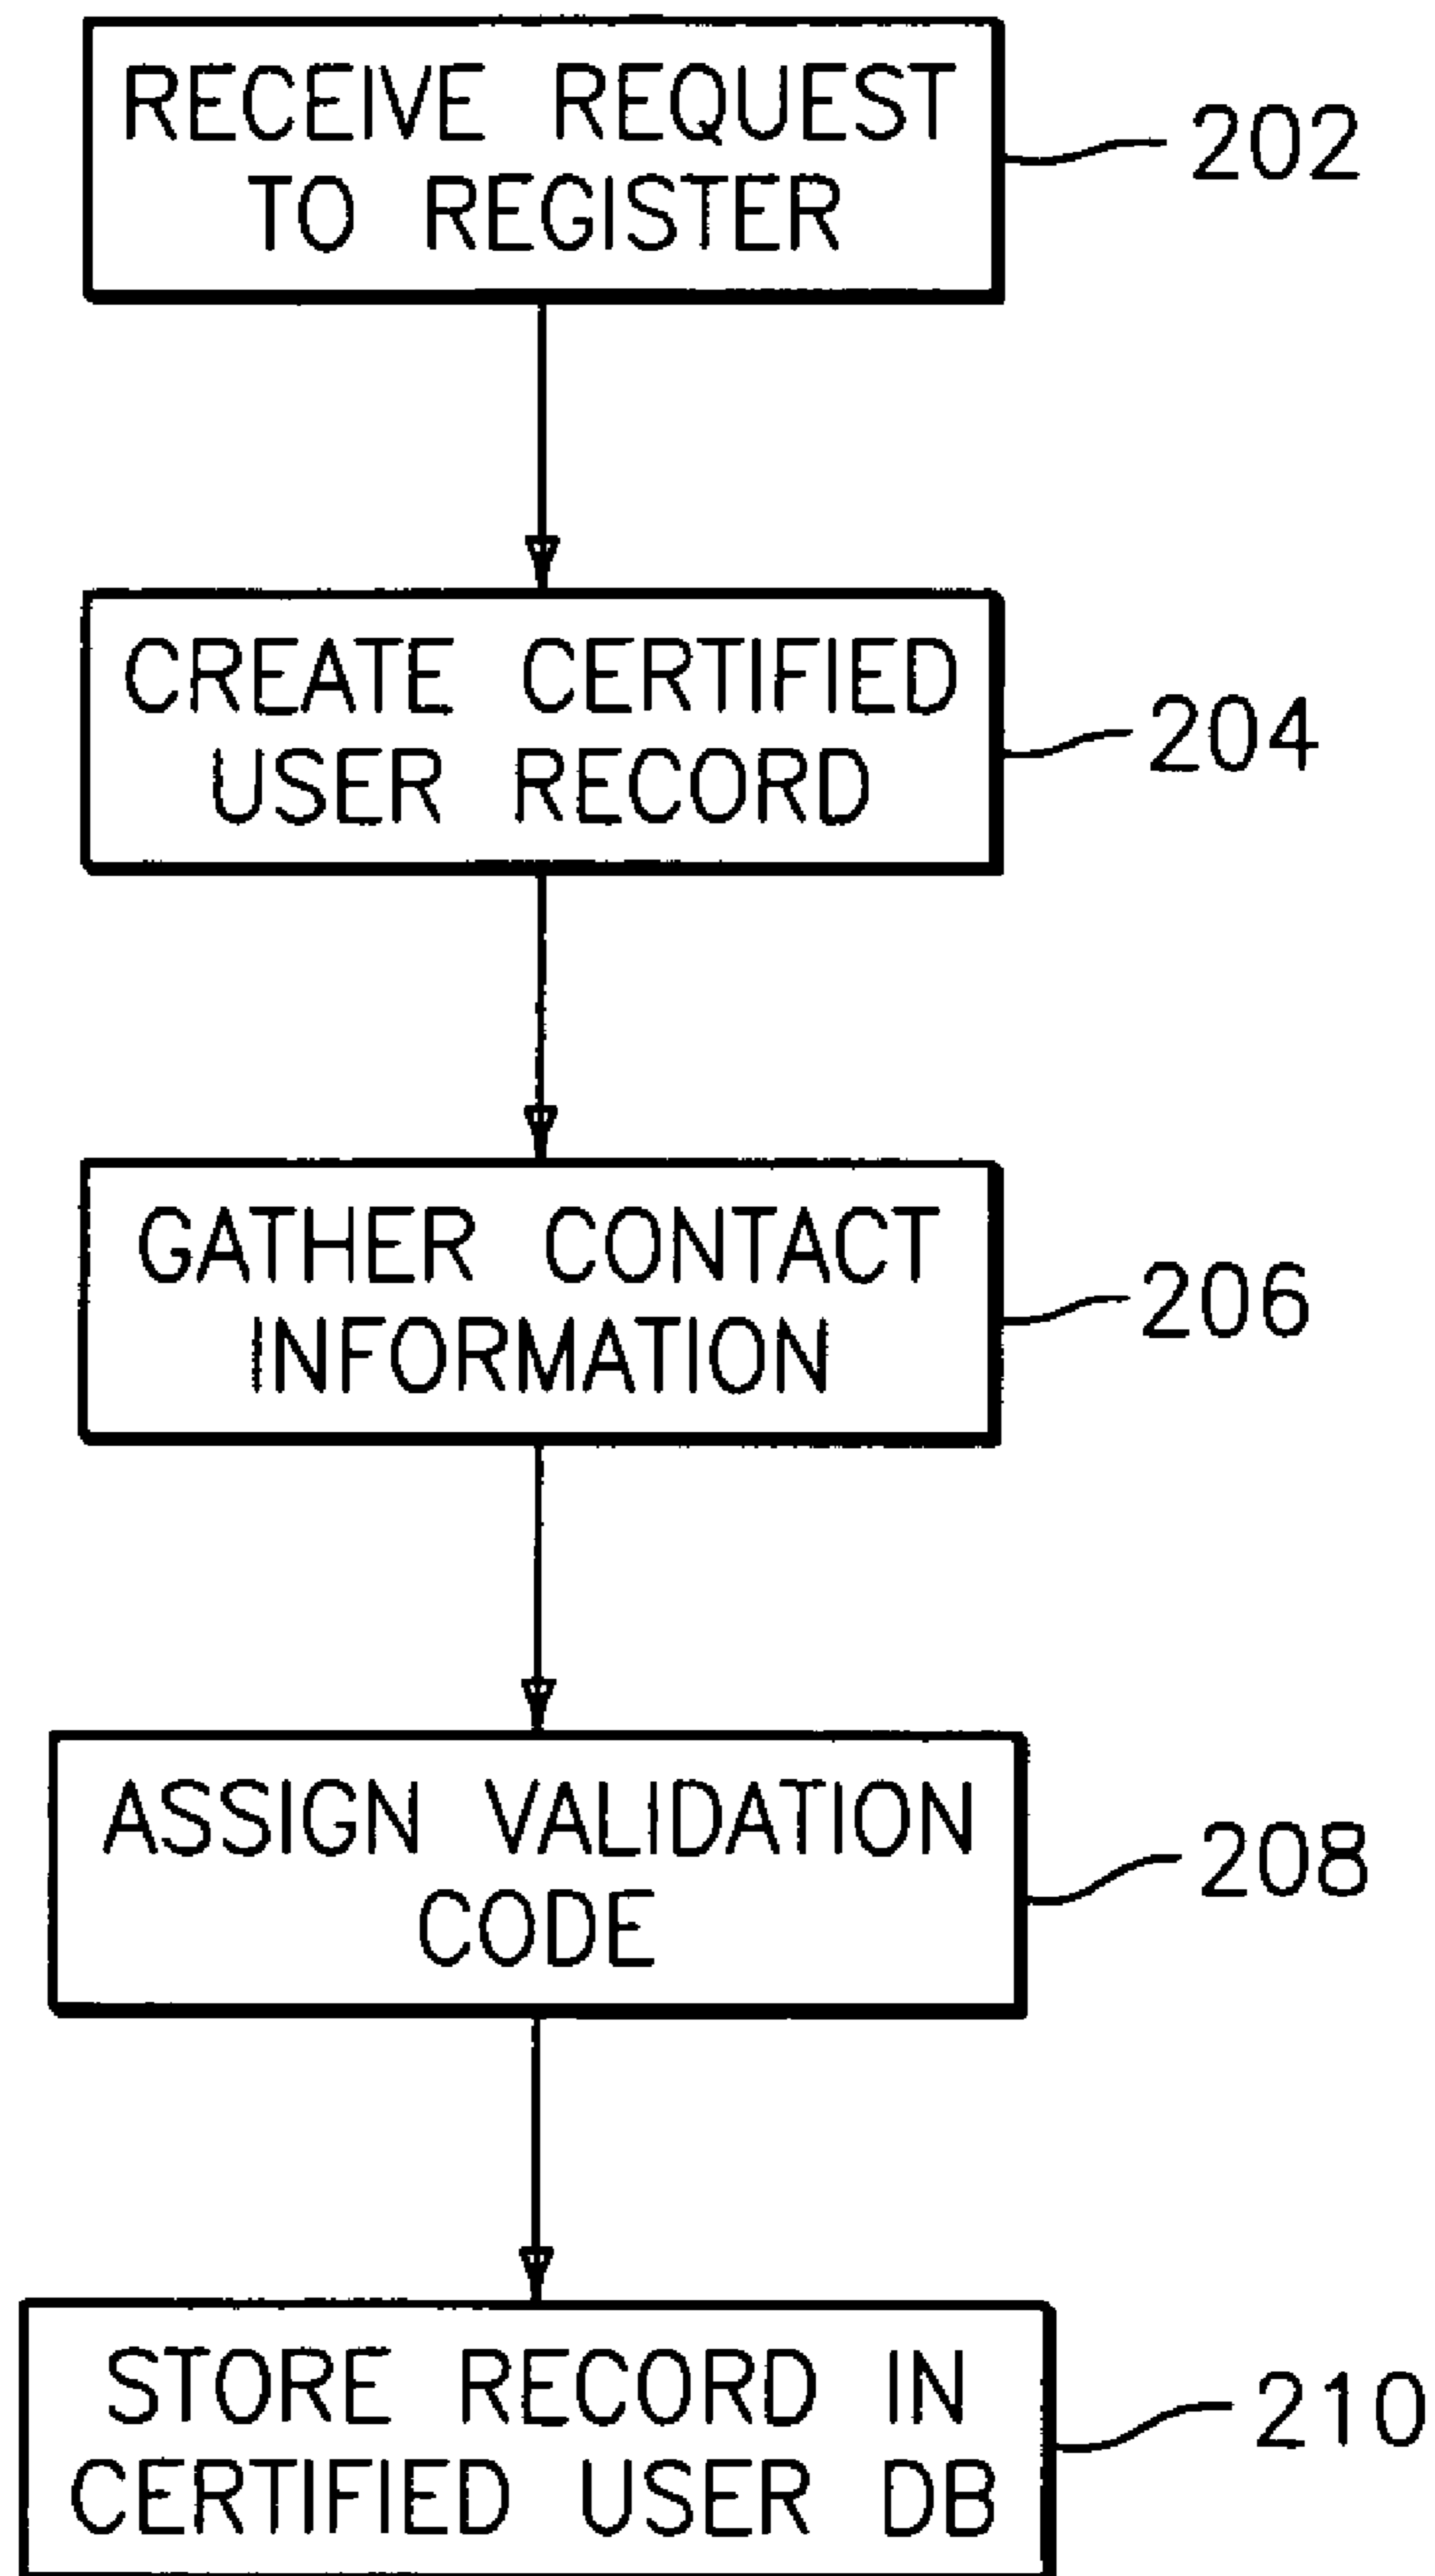 RECEIVE REQUEST
TO REGISTER
202
CREATE CERTIFIED
USER RECORD
204
GATHER CONTACT
INFORMATION
206
ASSIGN VALIDATION
CODE
208
STORE RECORD IN
CERTIFIED USER DB
210